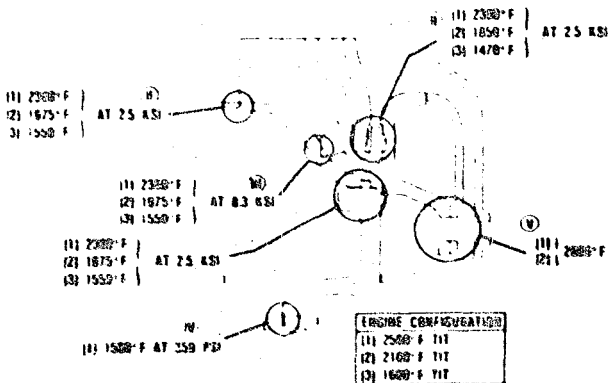 (1) 2300°F
(2) 1850°F
(3) 1470°F
AT 25 KSI
(1) 2300°F
(2) 1675°F
3) 1550°F
AT 25 KSI
(1) 2300°F
(2) 1675°F
(3) 1550°F
AT 8.3 KSI
(1) 2300°F
(2) 1675°F
(3) 1550°F
AT 25 KSI
(1)
(2)
(1) 1500°F AT 359 PSI
ENGINE CONFIGURATION
(1) 2500°F TIT
(2) 2100°F TIT
(3) 1600°F TIT